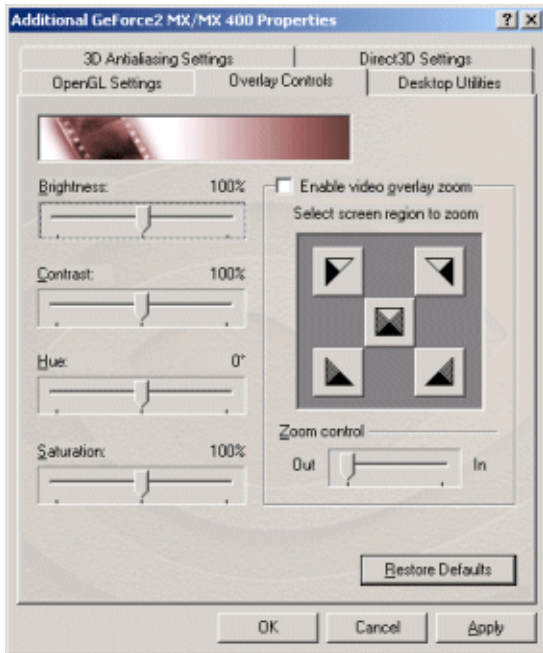 Additional GeForce2 MX/MX 400 Properties
3D Antialiasing Settings
Direct3D Settings
OpenGL Settings
Overlay Controls
Desktop Utilities
Brightness: 100%
Contrast: 100%
Hue: 0°
Saturation: 100%
Enable video overlay zoom
Select screen region to zoom
Zoom control
Out In
Restore Defaults
OK Cancel Apply